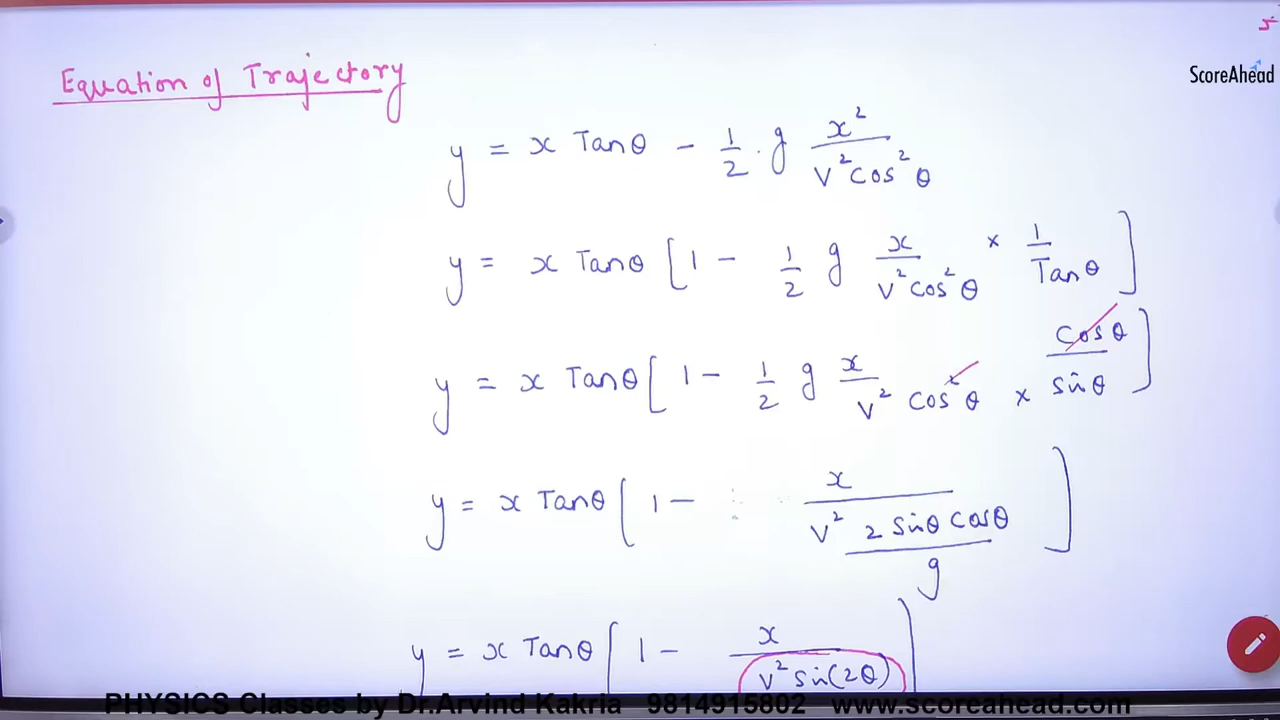 5
ScoreAhead
Equation of Trajectory
y = x Tanθ - 1/2 . g x²/V²cos²θ
y = x Tanθ [1 - 1/2 g x/V²cos²θ × 1/Tanθ]
y = x Tanθ [1 - 1/2 g x/V² cos²θ × cosθ/sinθ]
y = x Tanθ [1 - x/(V² 2 sinθ cosθ/g)]
y = x Tanθ [1 - x/V² sin(2θ)]
PHYSICS Classes by Dr.Arvind Kakria 9814915802 www.scoreahead.com